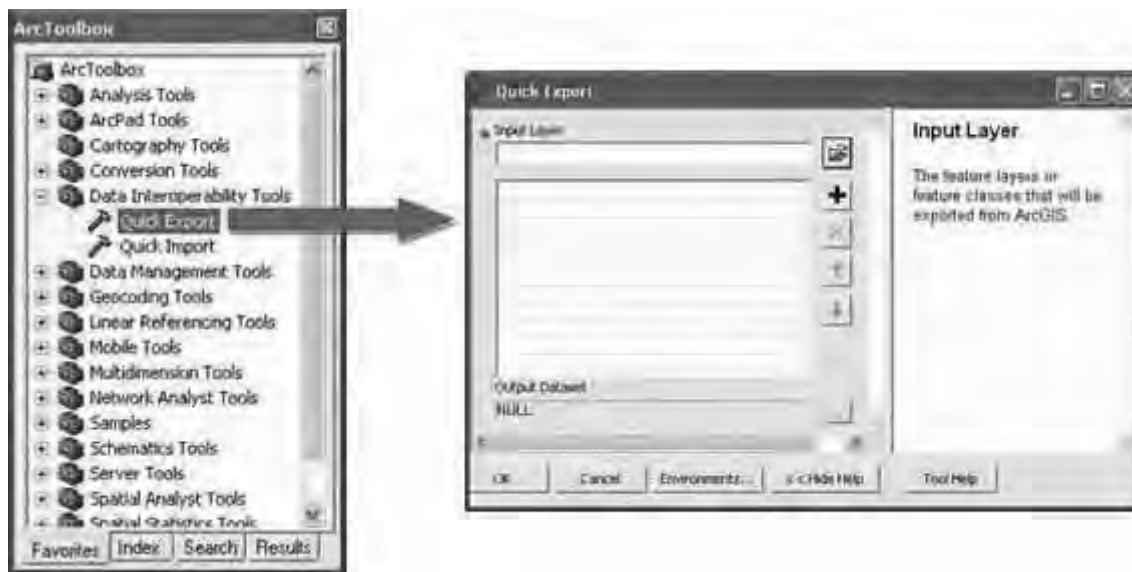 ArcToolbox
ArcToolbox
Analysis Tools
ArcPad Tools
Cartography Tools
Conversion Tools
Data Interoperability Tools
Quick Export
Quick Import
Data Management Tools
Geocoding Tools
Linear Referencing Tools
Mobile Tools
Multidimension Tools
Network Analyst Tools
Samples
Schematics Tools
Server Tools
Spatial Analyst Tools
Spatial Statistics Tools
Favorites Index Search Results
Quick Export
Input Layer
Output Dataset
NULL
OK Cancel Environments... << Hide Help Tool Help
Input Layer
The feature layers or
feature classes that will be
exported from ArcGIS.